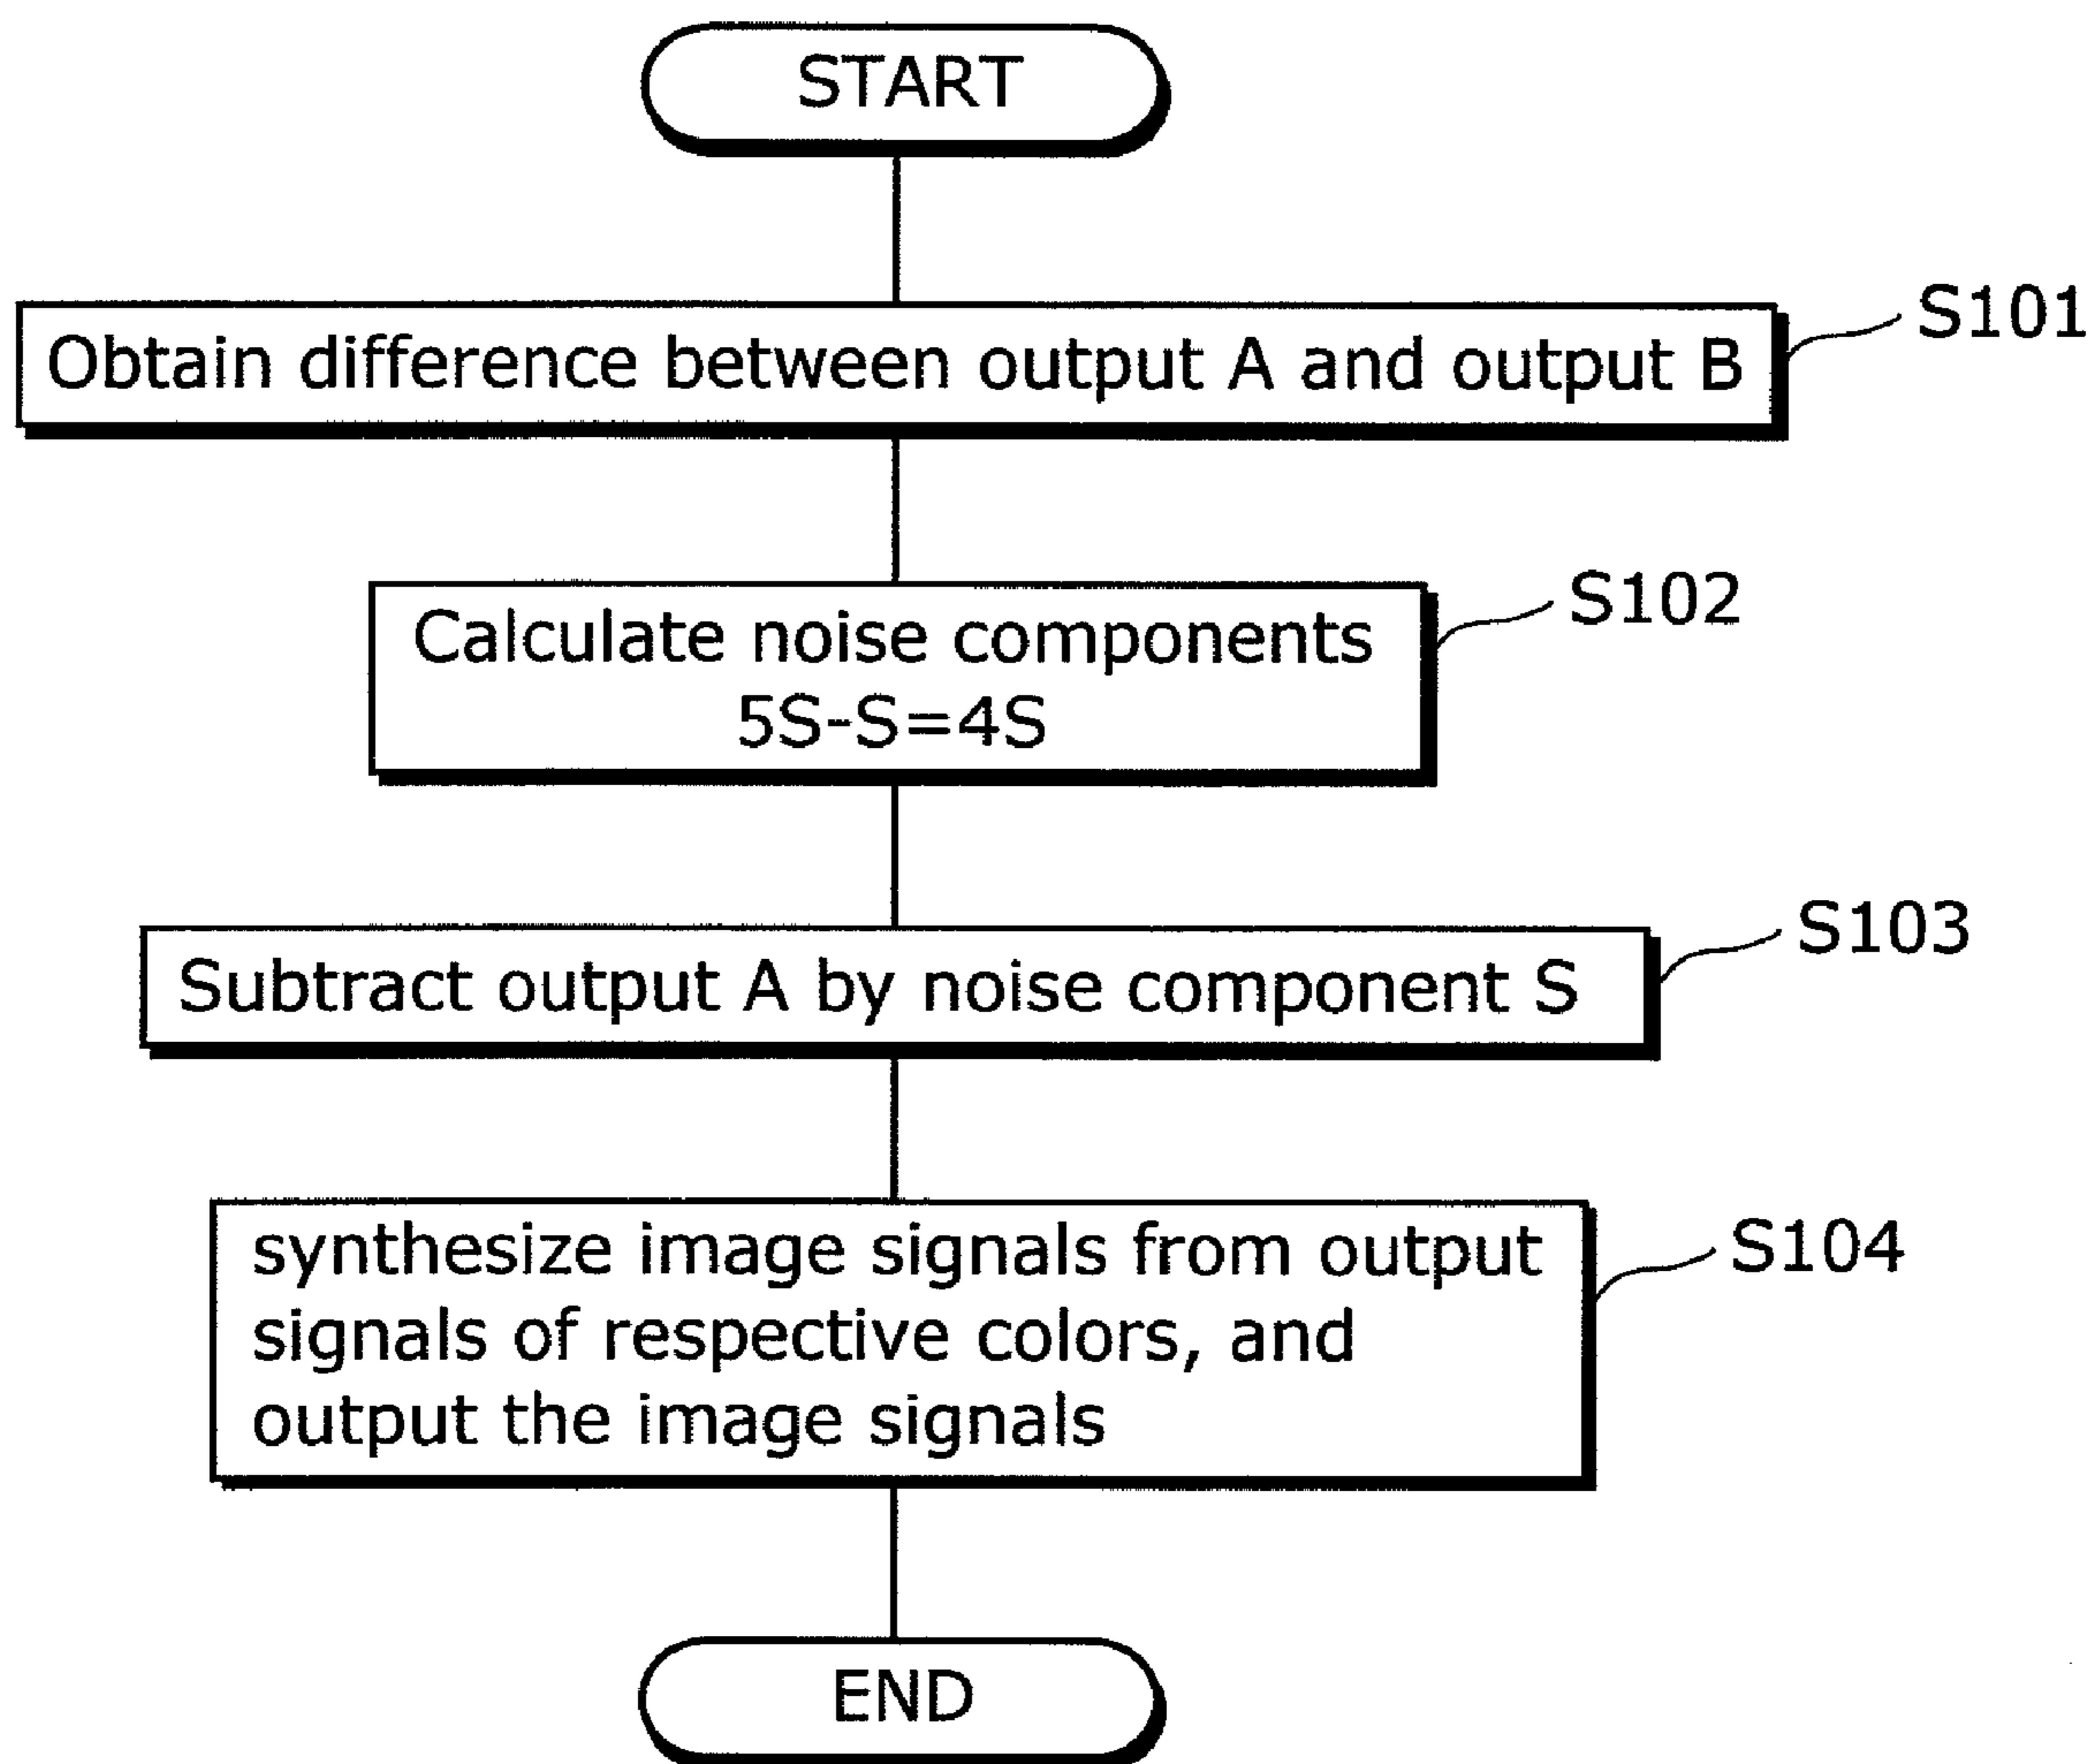 START
Obtain difference between output A and output B
S101
Calculate noise components
5S-S=4S
S102
Subtract output A by noise component S
S103
synthesize image signals from output
signals of respective colors, and
output the image signals
S104
END